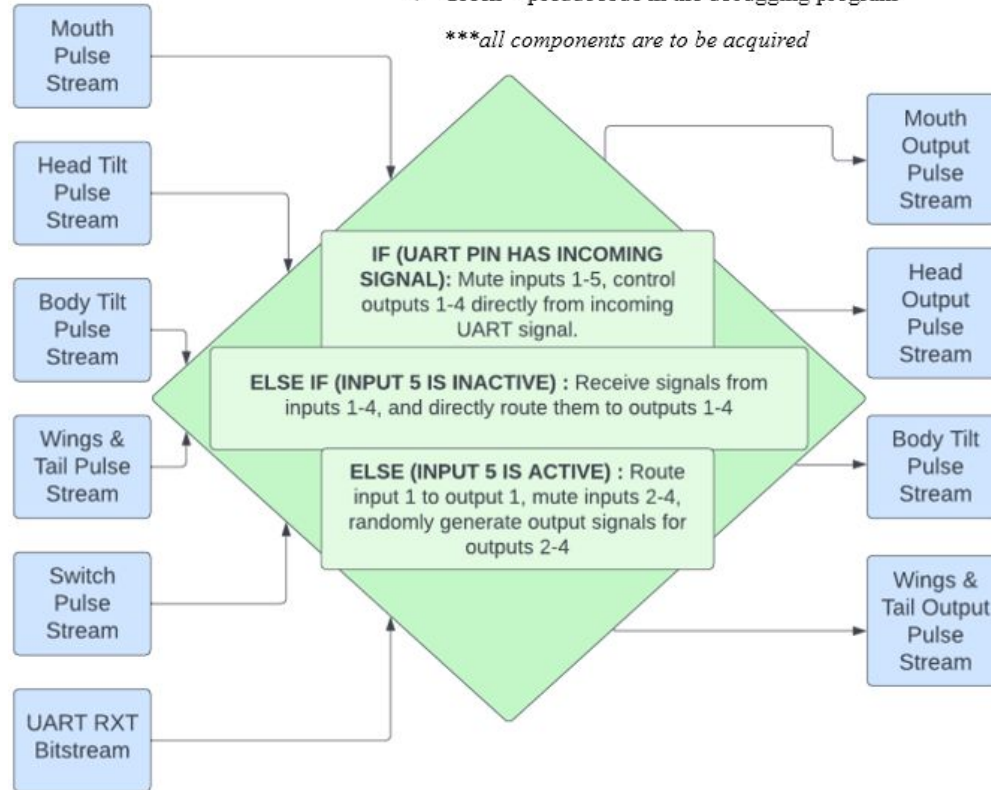 ***all components are to be acquired
Mouth
Pulse
Stream
Head Tilt
Pulse
Stream
Body Tilt
Pulse
Stream
Wings &
Tail Pulse
Stream
Switch
Pulse
Stream
UART RXT
Bitstream
IF (UART PIN HAS INCOMING
SIGNAL): Mute inputs 1-5, control
outputs 1-4 directly from incoming
UART signal.
ELSE IF (INPUT 5 IS INACTIVE) : Receive signals from
inputs 1-4, and directly route them to outputs 1-4
ELSE (INPUT 5 IS ACTIVE) : Route
input 1 to output 1, mute inputs 2-4,
randomly generate output signals for
outputs 2-4
Mouth
Output
Pulse
Stream
Head
Output
Pulse
Stream
Body Tilt
Pulse
Stream
Wings &
Tail Output
Pulse
Stream